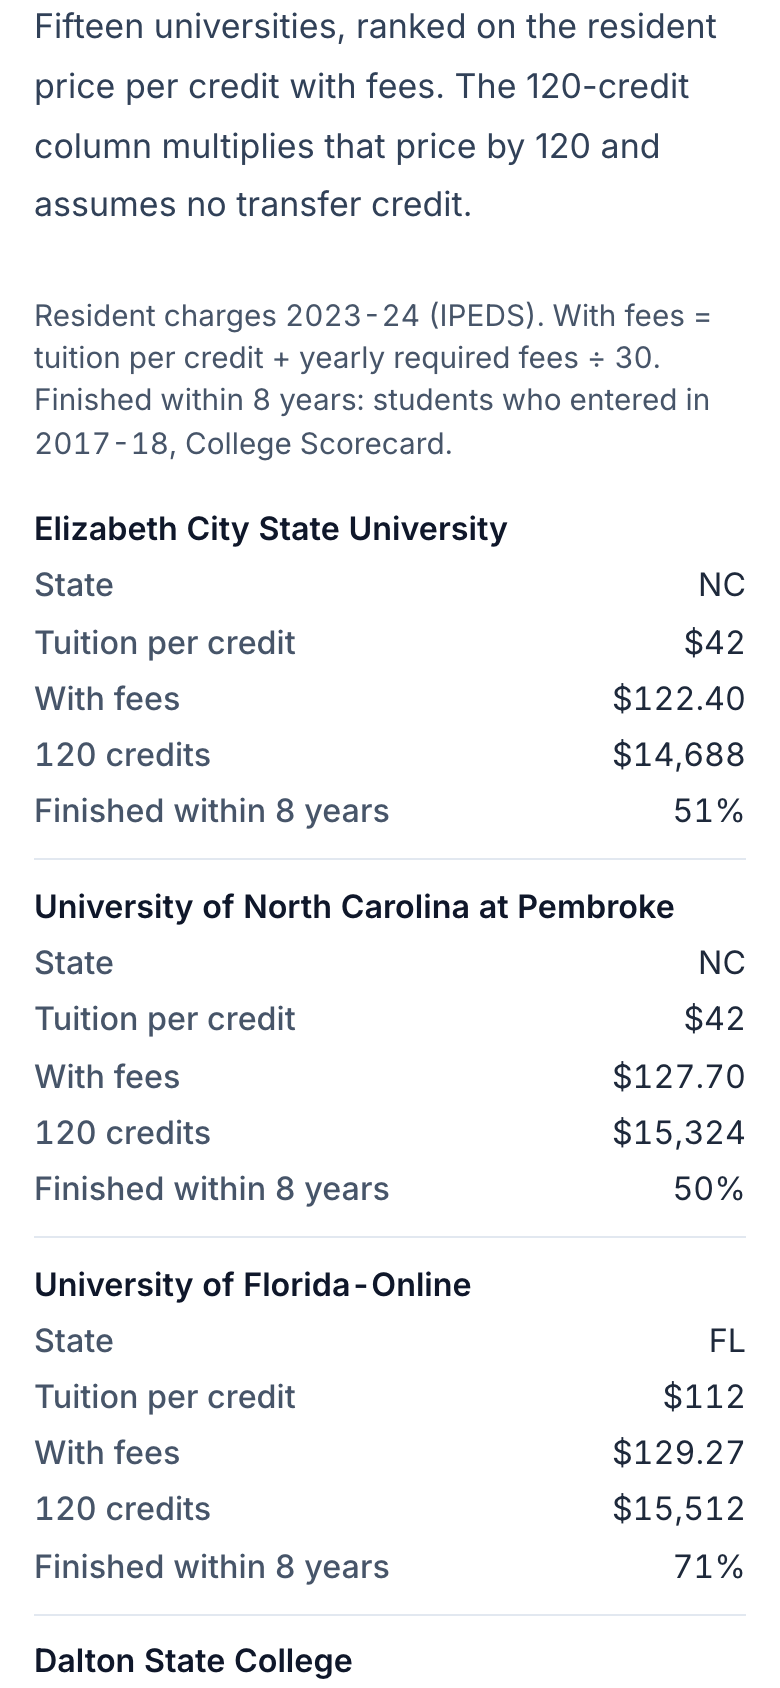 Fifteen universities, ranked on the resident
price per credit with fees. The 120-credit
column multiplies that price by 120 and
assumes no transfer credit.
Resident charges 2023-24 (IPEDS). With fees =
tuition per credit + yearly required fees ÷ 30.
Finished within 8 years: students who entered in
2017-18, College Scorecard.
Elizabeth City State University
State NC
Tuition per credit $42
With fees $122.40
120 credits $14,688
Finished within 8 years 51%
University of North Carolina at Pembroke
State NC
Tuition per credit $42
With fees $127.70
120 credits $15,324
Finished within 8 years 50%
University of Florida-Online
State FL
Tuition per credit $112
With fees $129.27
120 credits $15,512
Finished within 8 years 71%
Dalton State College